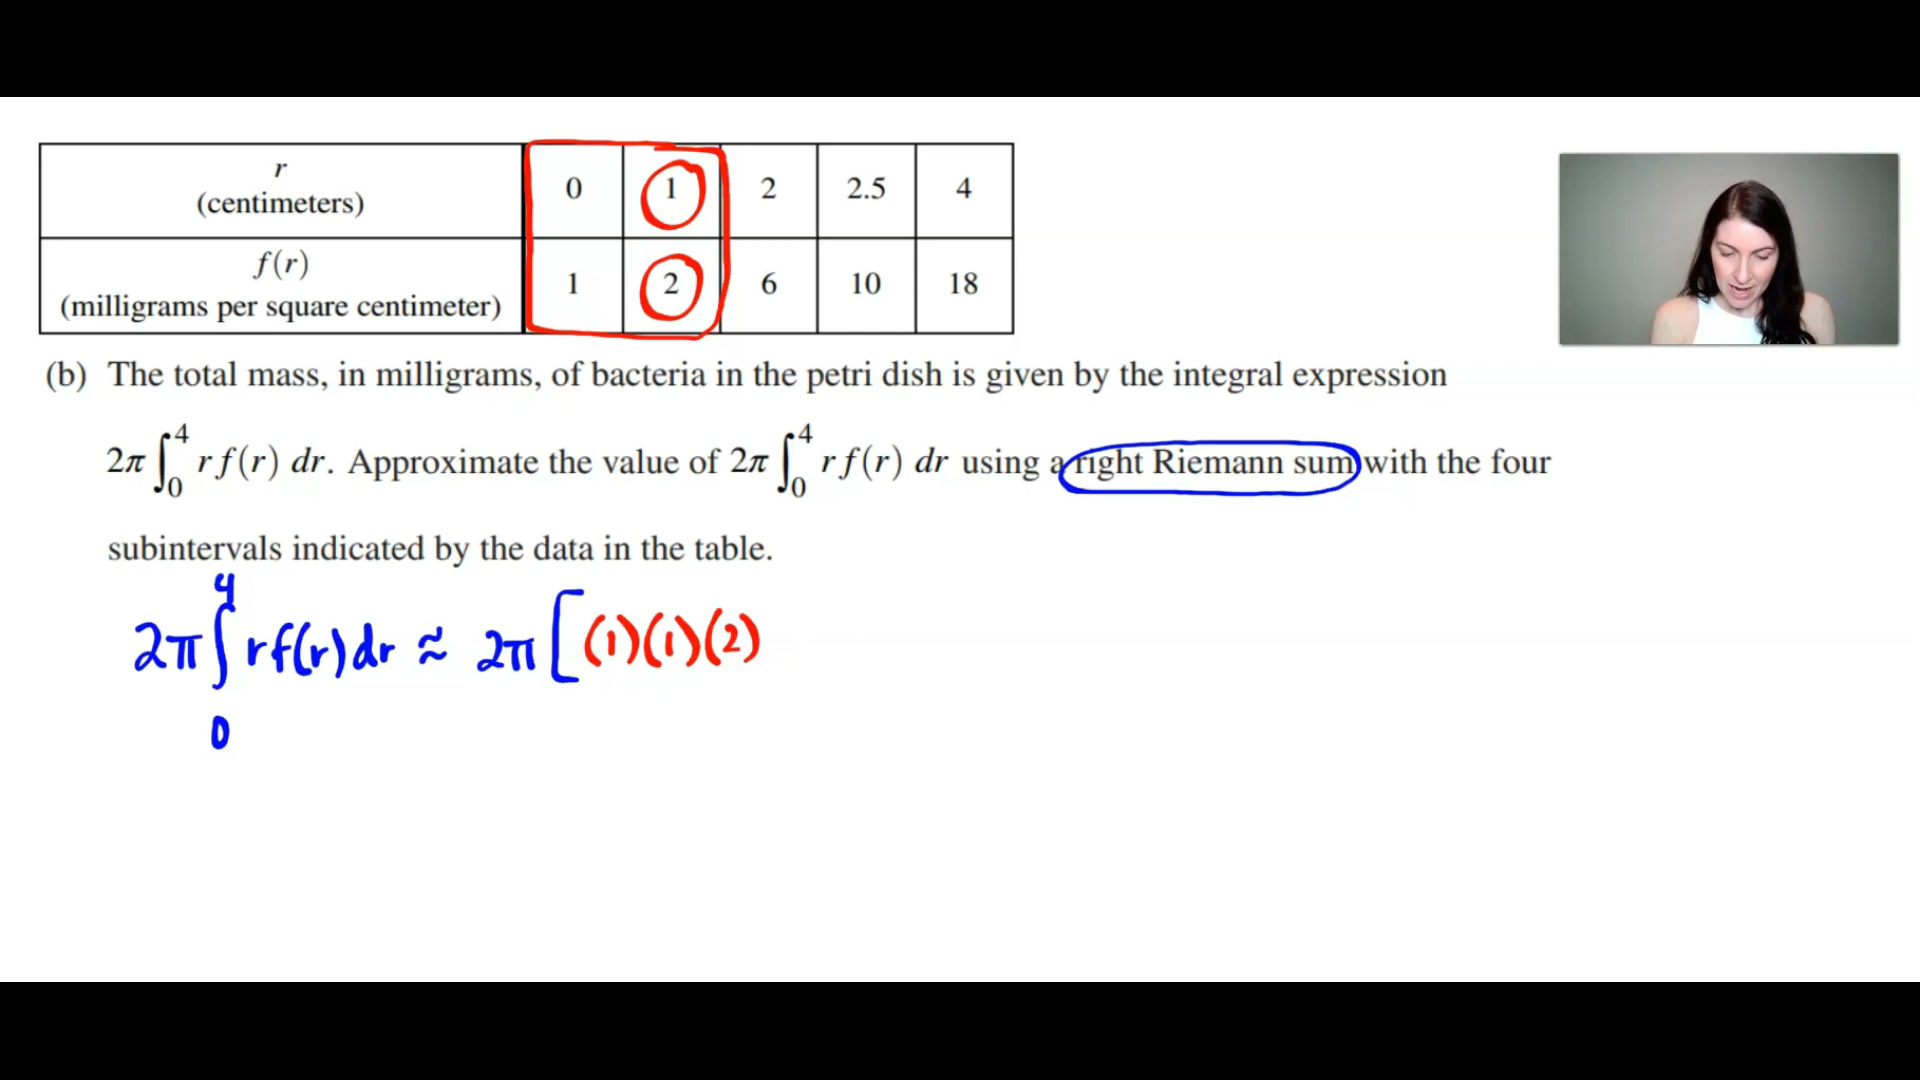 r
(centimeters) 0 1 2 2.5 4
f(r)
(milligrams per square centimeter) 1 2 6 10 18
(b) The total mass, in milligrams, of bacteria in the petri dish is given by the integral expression
2π ∫₀⁴ r f(r) dr. Approximate the value of 2π ∫₀⁴ r f(r) dr using a right Riemann sum with the four
subintervals indicated by the data in the table.
2π ∫₀⁴ rf(r)dr ≈ 2π [(1)(1)(2)